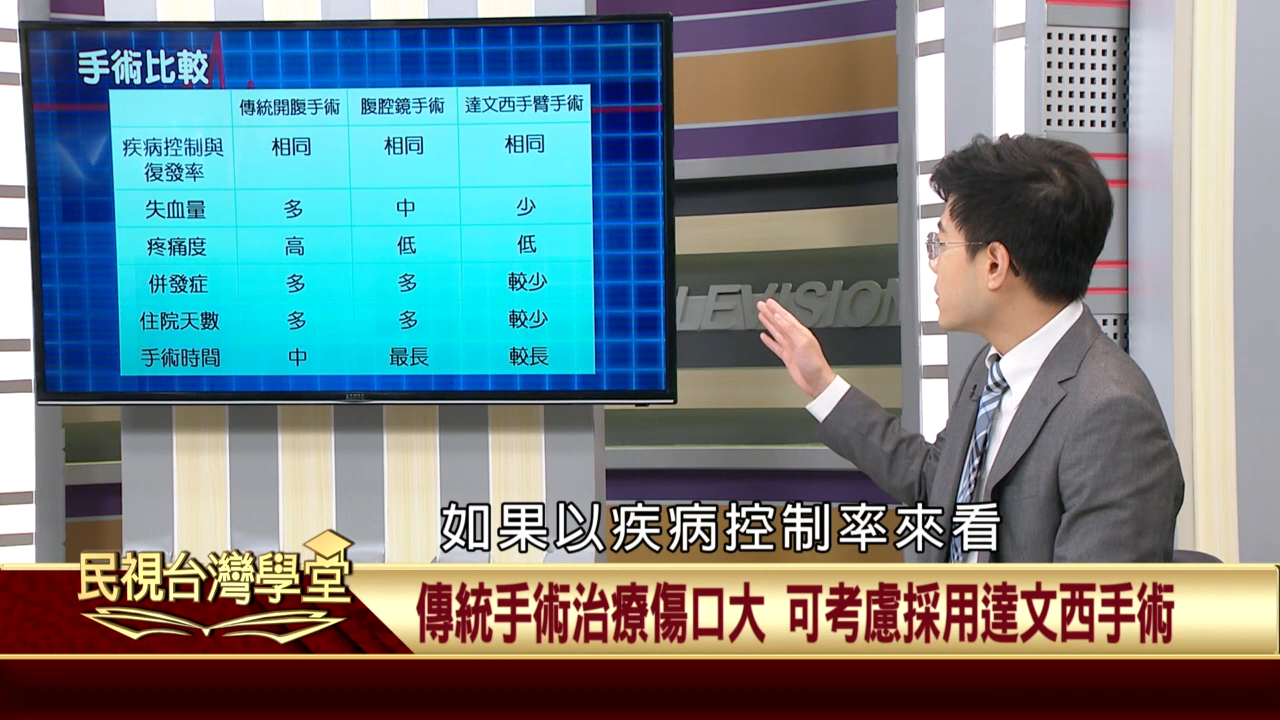 手術比較
傳統開腹手術 腹腔鏡手術 達文西手臂手術
疾病控制與復發率 相同 相同 相同
失血量 多 中 少
疼痛度 高 低 低
併發症 多 多 較少
住院天數 多 多 較少
手術時間 中 最長 較長
LEVISION
如果以疾病控制率來看
民視台灣學堂
傳統手術治療傷口大 可考慮採用達文西手術